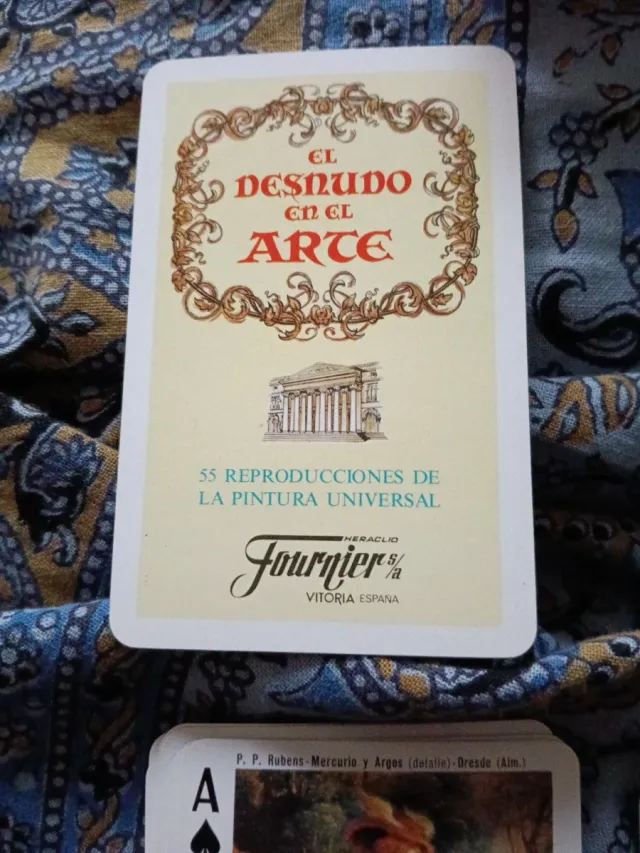 EL
DESNUDO
EN EL
ARTE
55 REPRODUCCIONES DE
LA PINTURA UNIVERSAL
HERACLIO
Fournier s/a
VITORIA ESPAÑA
P. P. Rubens-Mercurio y Argos (detalle)-Dresde (Alm.)
A